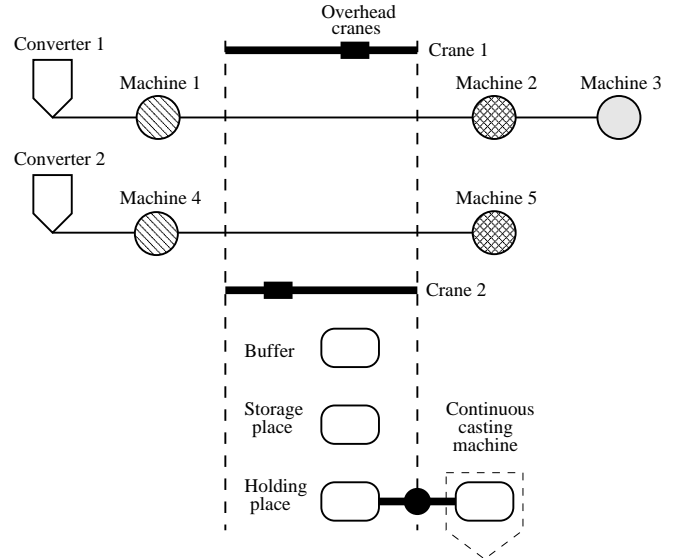 Overhead
cranes
Converter 1
Crane 1
Machine 1
Machine 2
Machine 3
Converter 2
Machine 4
Machine 5
Crane 2
Buffer
Storage
place
Continuous
casting
machine
Holding
place